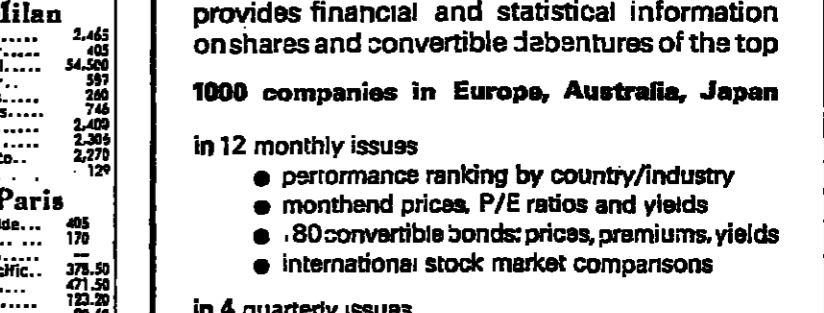 Milan
2,465
405
54.500
597
260
746
2,400
2.305
2,270
129
Paris
405
170
—
cific.. 378.50
471.50
123.20
provides financial and statistical information
on shares and convertible debentures of the top
1000 companies in Europe, Australia, Japan
in 12 monthly issues
● performance ranking by country/industry
● monthend prices, P/E ratios and yields
● .80 convertible bonds: prices, premiums, yields
● international stock market comparisons
in 4 quarterly issues